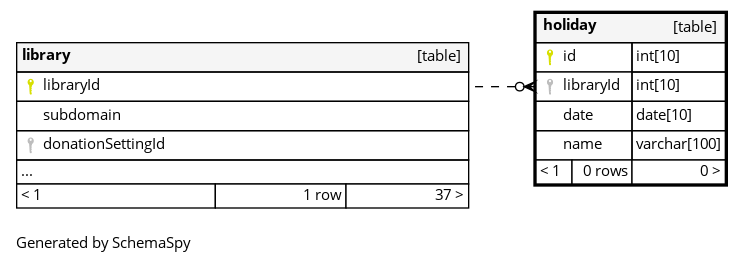 library [table]
libraryId
subdomain
donationSettingId
...
< 1 1 row 37 >
holiday [table]
id int[10]
libraryId int[10]
date date[10]
name varchar[100]
< 1 0 rows 0 >
Generated by SchemaSpy